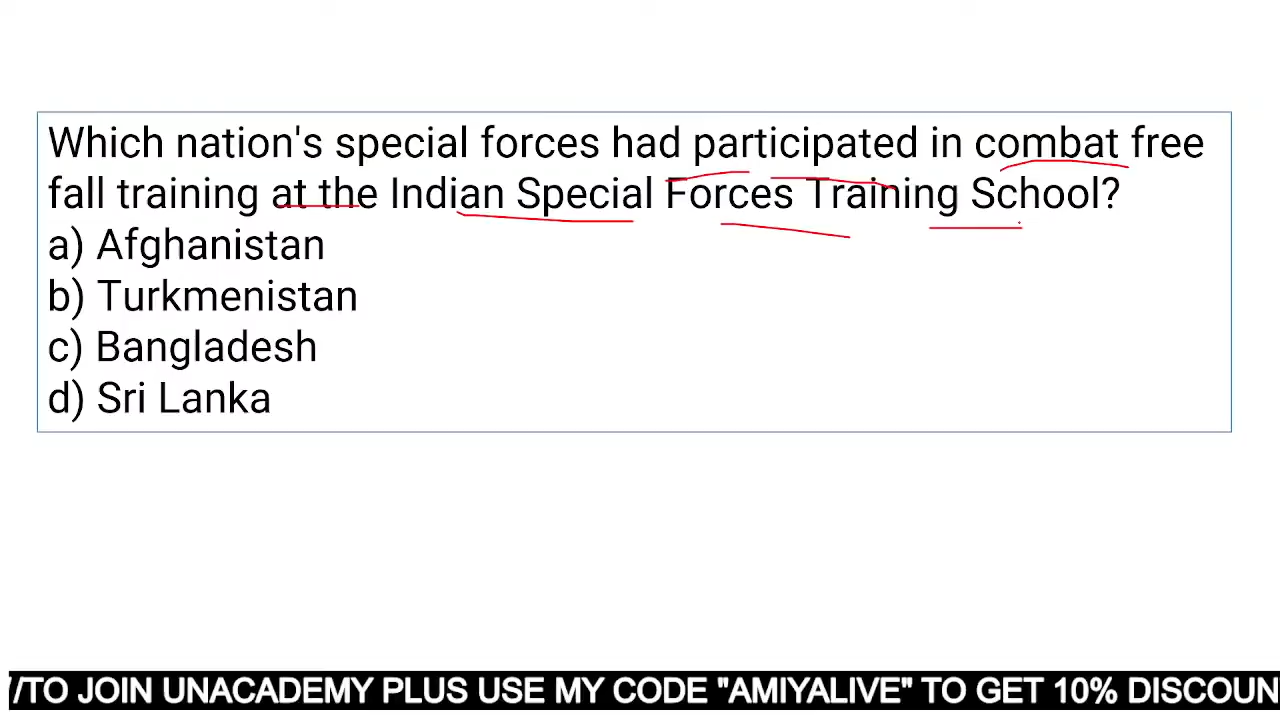 Which nation's special forces had participated in combat free
fall training at the Indian Special Forces Training School?
a) Afghanistan
b) Turkmenistan
c) Bangladesh
d) Sri Lanka
//TO JOIN UNACADEMY PLUS USE MY CODE "AMIYALIVE" TO GET 10% DISCOUN